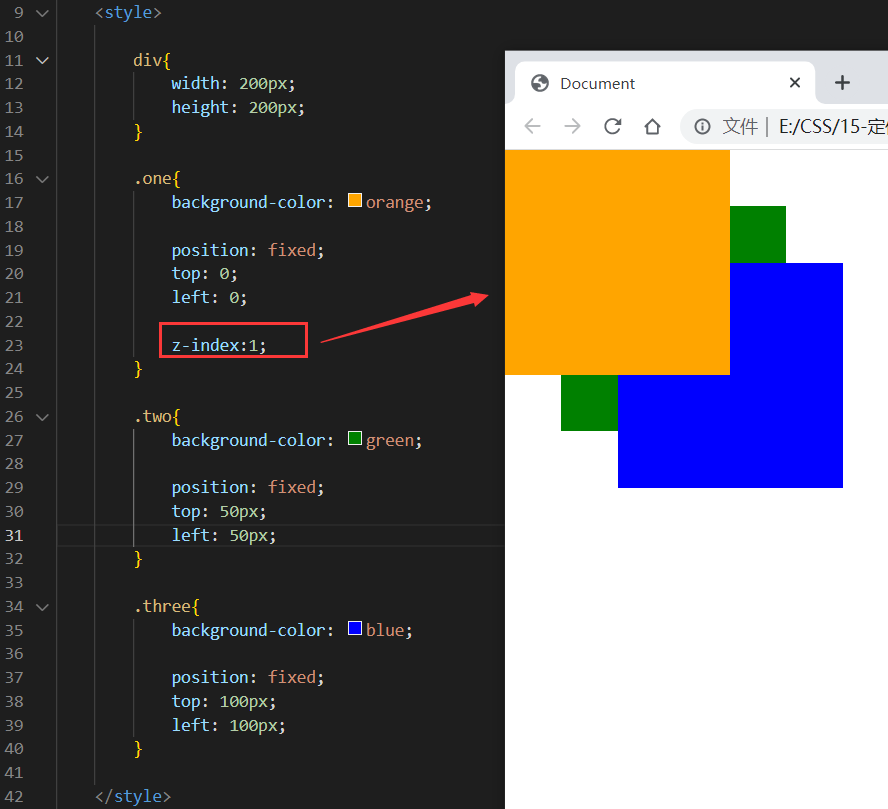 9 <style>
10
11 div{
12 width: 200px;
13 height: 200px;
14 }
15
16 .one{
17 background-color: orange;
18
19 position: fixed;
20 top: 0;
21 left: 0;
22
23 z-index:1;
24 }
25
26 .two{
27 background-color: green;
28
29 position: fixed;
30 top: 50px;
31 left: 50px;
32 }
33
34 .three{
35 background-color: blue;
36
37 position: fixed;
38 top: 100px;
39 left: 100px;
40 }
41
42 </style>
Document
文件 | E:/CSS/15-定